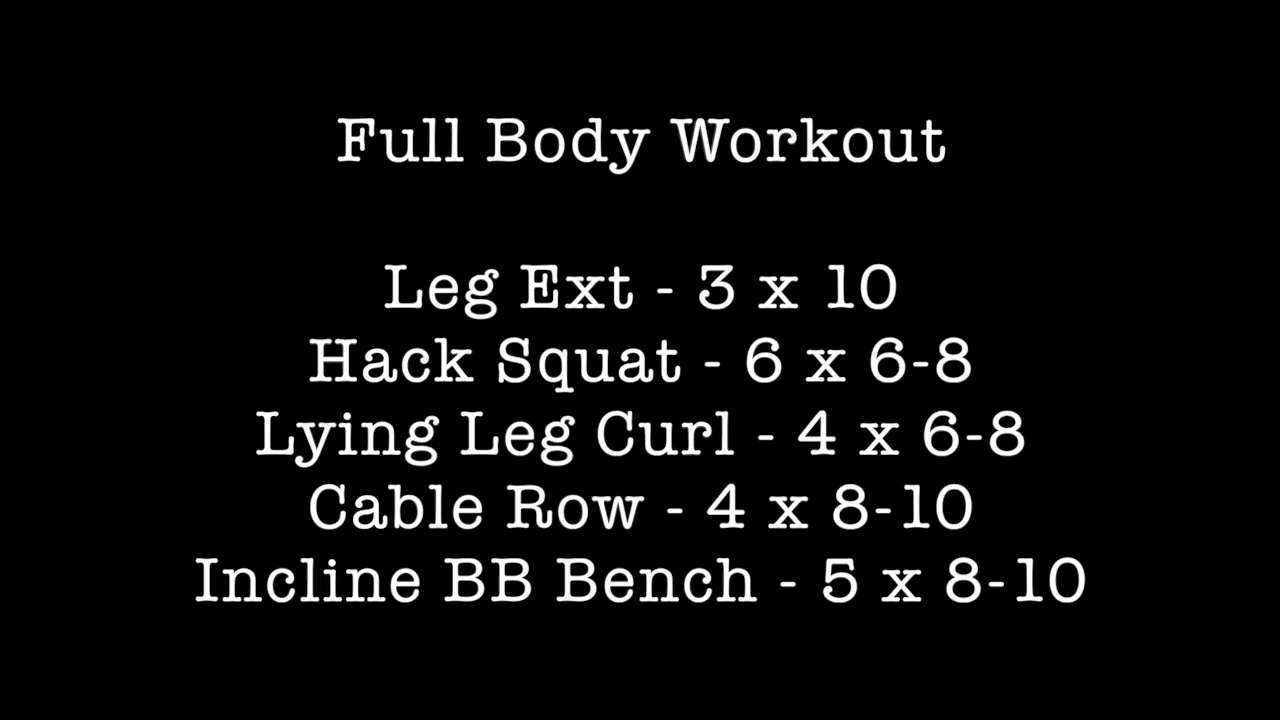 Full Body Workout
Leg Ext - 3 x 10
Hack Squat - 6 x 6-8
Lying Leg Curl - 4 x 6-8
Cable Row - 4 x 8-10
Incline BB Bench - 5 x 8-10